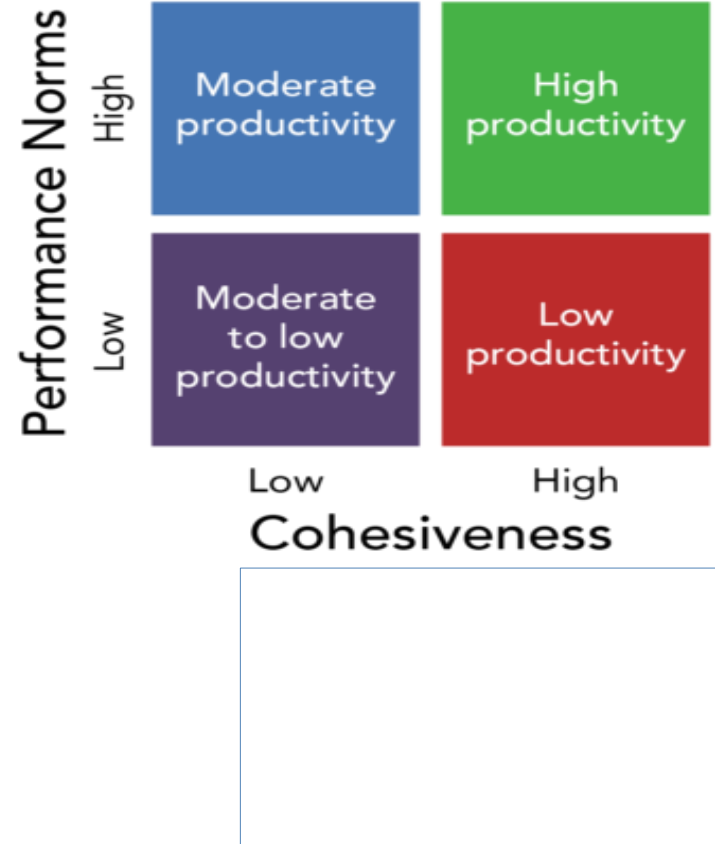 Performance Norms
High
Moderate
productivity
High
productivity
Low
Moderate
to low
productivity
Low
productivity
Low
High
Cohesiveness